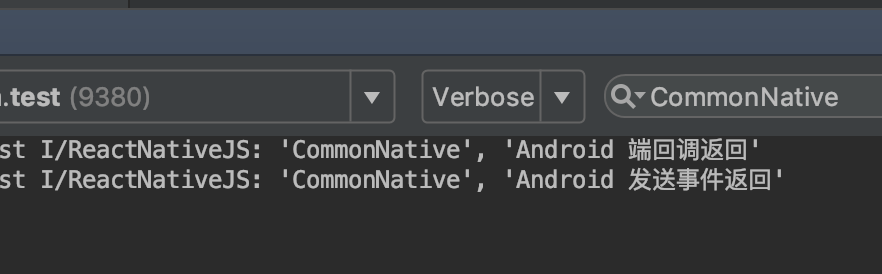 .test (9380) Verbose CommonNative
st I/ReactNativeJS: 'CommonNative', 'Android 端回调返回'
st I/ReactNativeJS: 'CommonNative', 'Android 发送事件返回'